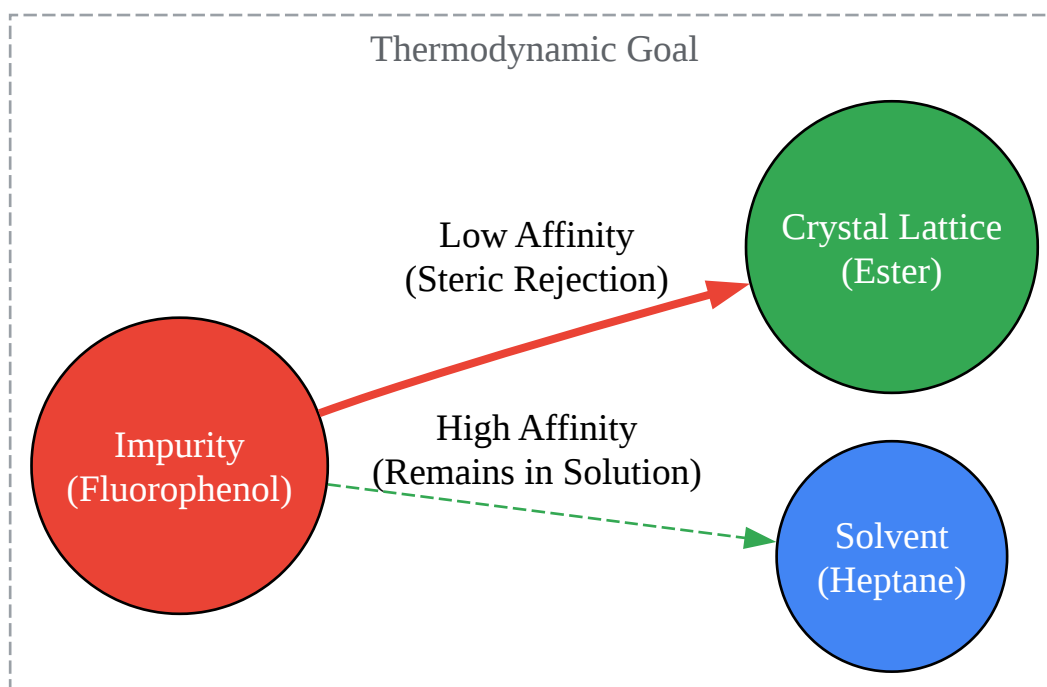 Thermodynamic Goal
Crystal Lattice
(Ester)
Low Affinity
(Steric Rejection)
Impurity
(Fluorophenol)
High Affinity
(Remains in Solution)
Solvent
(Heptane)